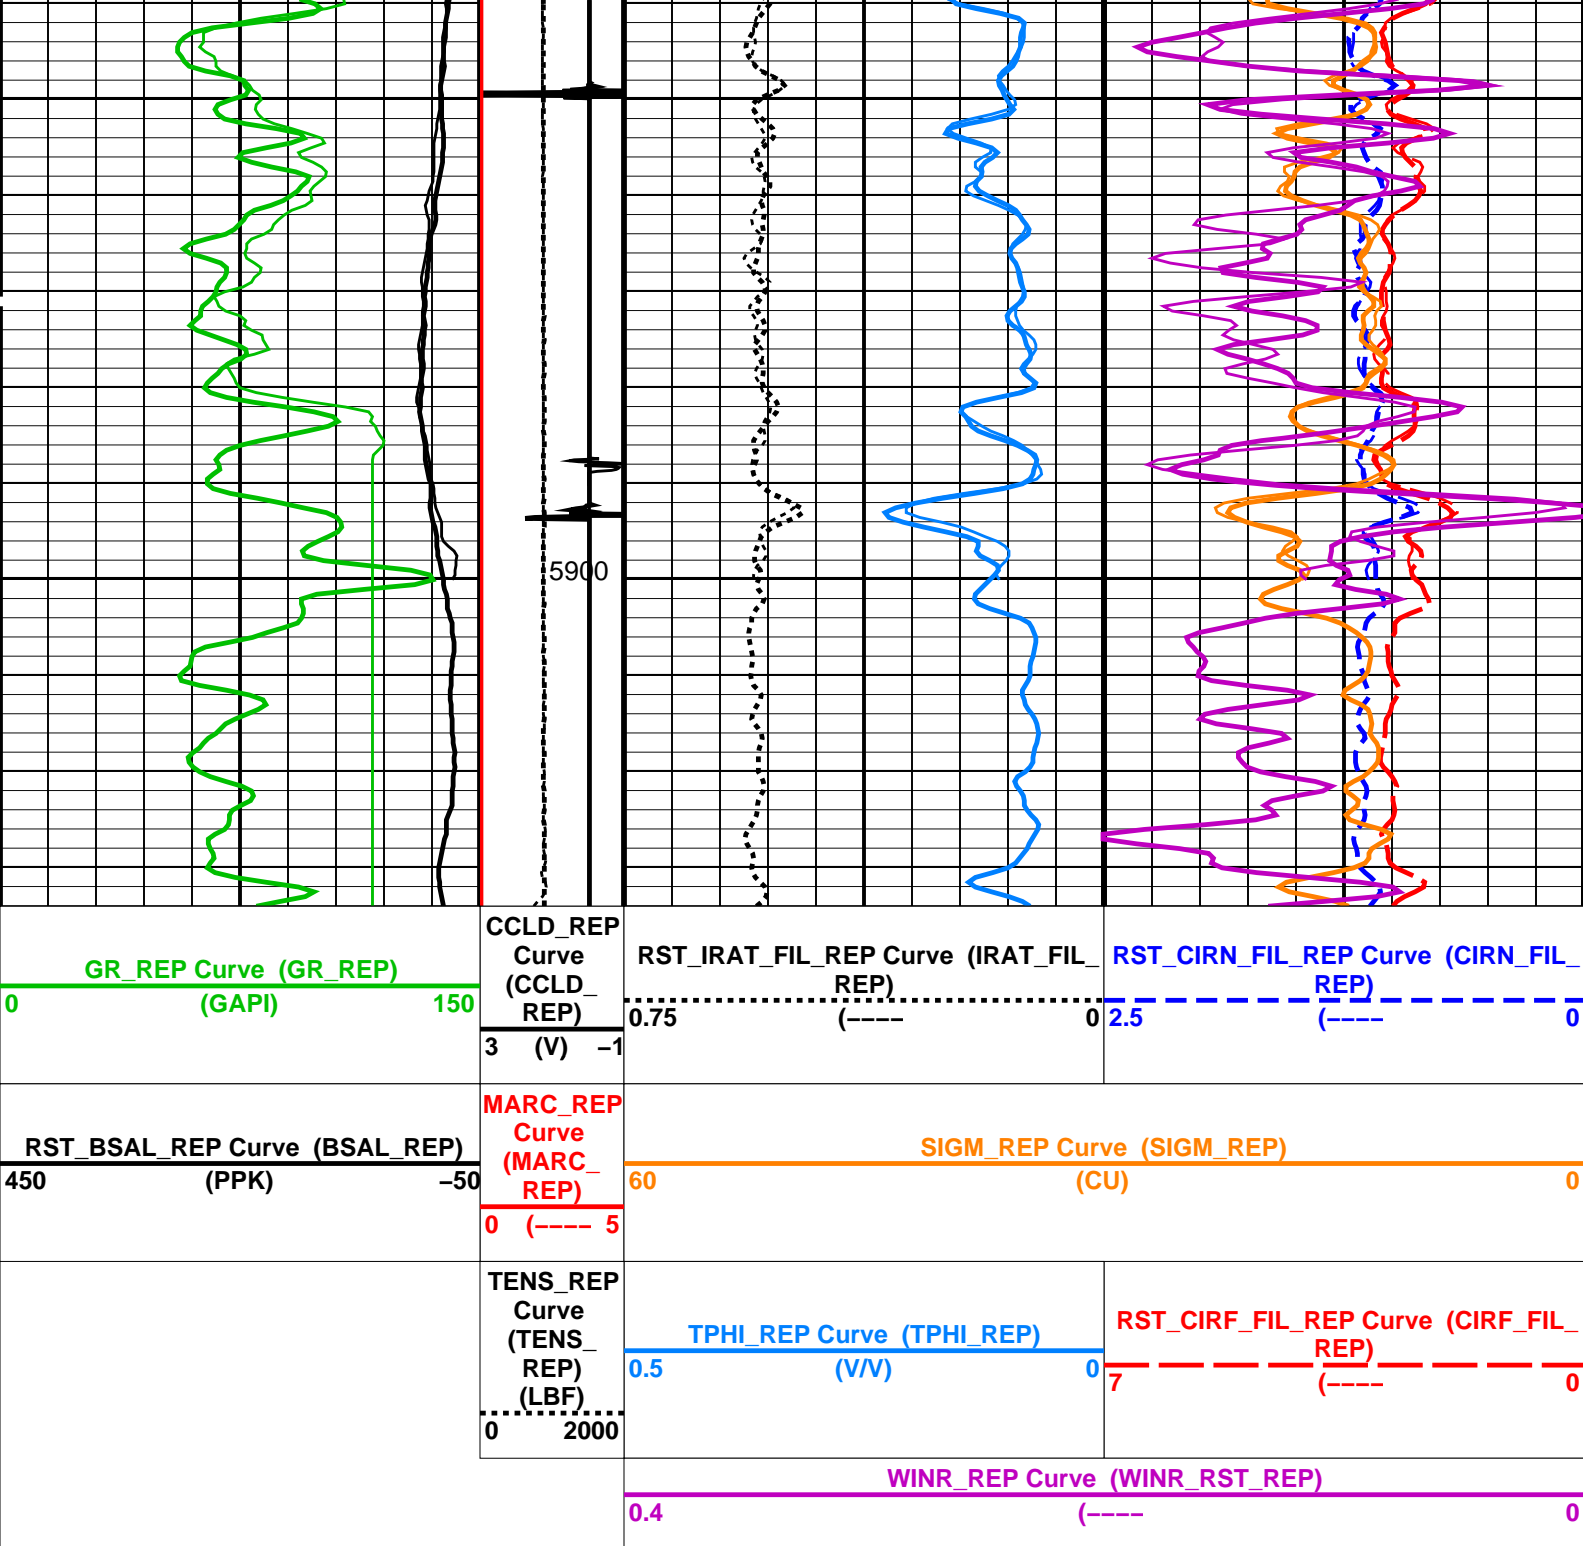 5900
GR_REP Curve (GR_REP)
0 (GAPI) 150
CCLD_REP
Curve
(CCLD_
REP)
3 (V) −1
RST_IRAT_FIL_REP Curve (IRAT_FIL_
REP)
0.75 (−−−− 0
RST_CIRN_FIL_REP Curve (CIRN_FIL_
REP)
2.5 (−−−− 0
RST_BSAL_REP Curve (BSAL_REP)
450 (PPK) −50
MARC_REP
Curve
(MARC_
REP)
0 (−−−− 5
SIGM_REP Curve (SIGM_REP)
60 (CU) 0
TENS_REP
Curve
(TENS_
REP)
(LBF)
0 2000
TPHI_REP Curve (TPHI_REP)
0.5 (V/V) 0
RST_CIRF_FIL_REP Curve (CIRF_FIL_
REP)
7 (−−−− 0
WINR_REP Curve (WINR_RST_REP)
0.4 (−−−− 0